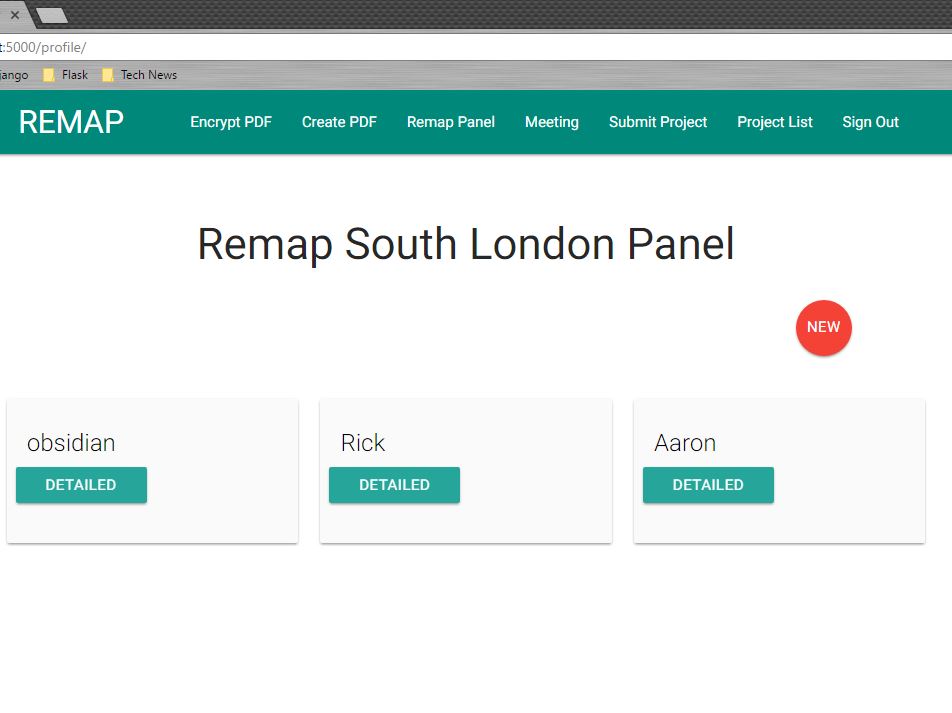 t:5000/profile/
jango Flask Tech News
REMAP Encrypt PDF Create PDF Remap Panel Meeting Submit Project Project List Sign Out
Remap South London Panel
NEW
obsidian Rick Aaron
DETAILED DETAILED DETAILED